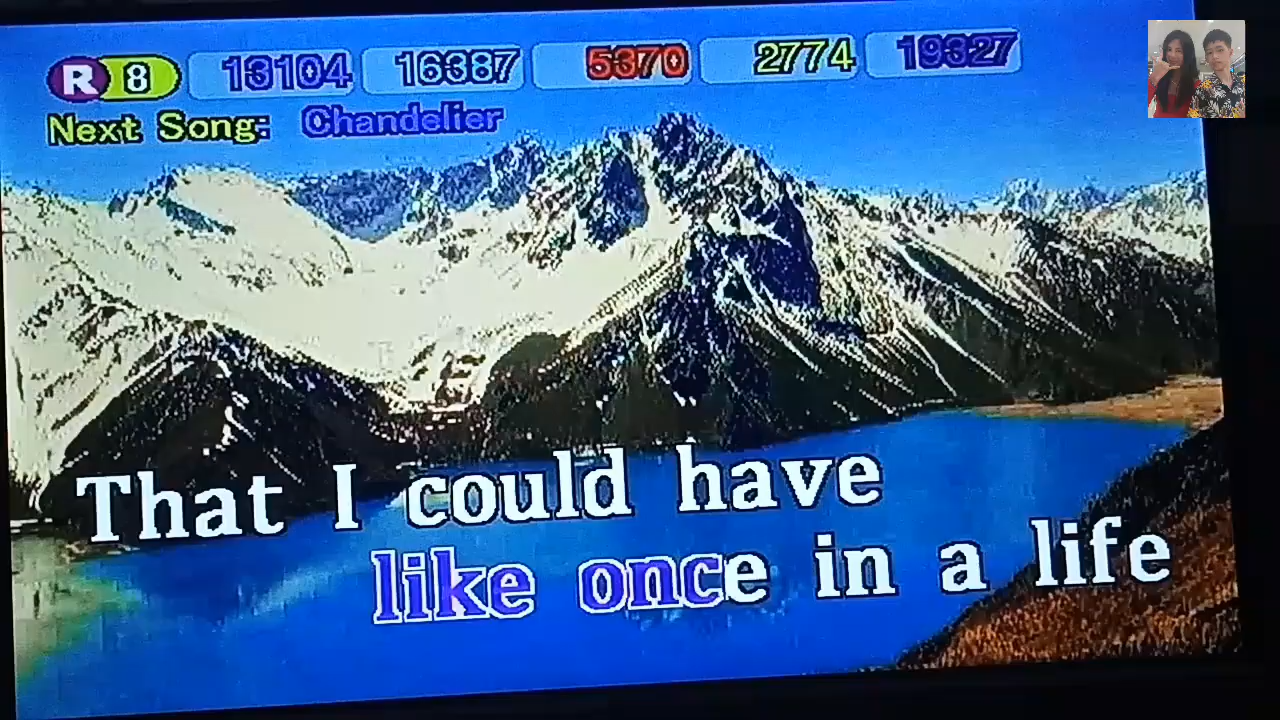 R 8 13104 16387 5370 2774 19327
Next Song: Chandelier
That I could have
like once in a life